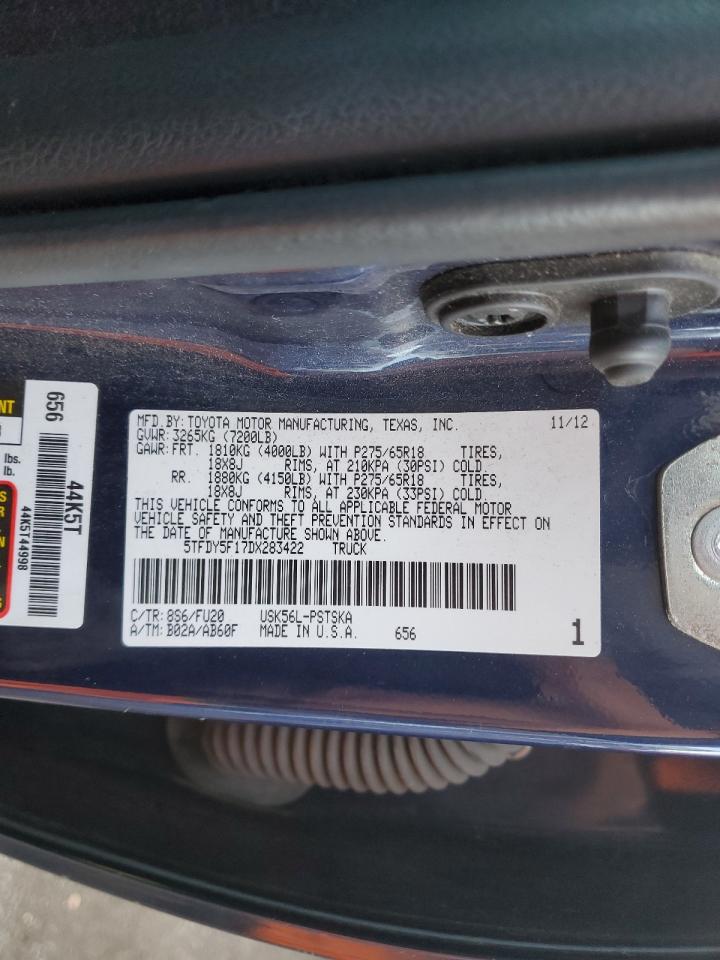 MFD.BY:TOYOTA MOTOR MANUFACTURING, TEXAS, INC. 11/12
GVWR:3265KG (7200LB)
GAWR:FRT. 1810KG (4000LB) WITH P275/65R18 TIRES,
18X8J RIMS, AT 210KPA (30PSI) COLD
RR. 1880KG (4150LB) WITH P275/65R18 TIRES,
18X8J RIMS, AT 230KPA (33PSI) COLD
THIS VEHICLE CONFORMS TO ALL APPLICABLE FEDERAL MOTOR
VEHICLE SAFETY AND THEFT PREVENTION STANDARDS IN EFFECT ON
THE DATE OF MANUFACTURE SHOWN ABOVE.
5TFDY5F17DX283422 TRUCK
C/TR:8S6/FU20 USK56L-PSTSKA
A/TM:B02A/AB60F MADE IN U.S.A. 656 1
656
44K5T
44K5T44998
lbs.
lb.